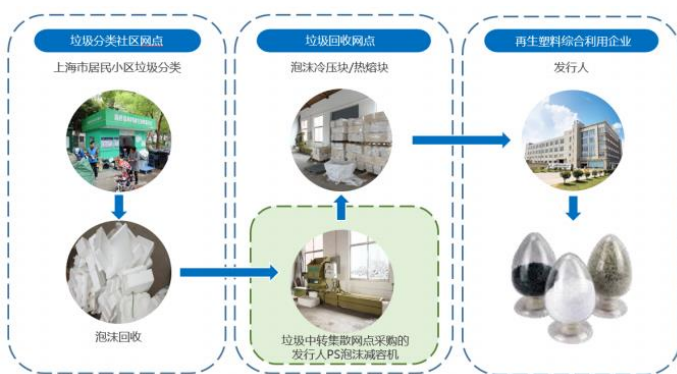 垃圾分类社区网点
上海市居民小区垃圾分类
泡沫回收
垃圾回收网点
泡沫冷压块/热熔块
垃圾中转集散网点采购的
发行人PS泡沫减容机
再生塑料综合利用企业
发行人